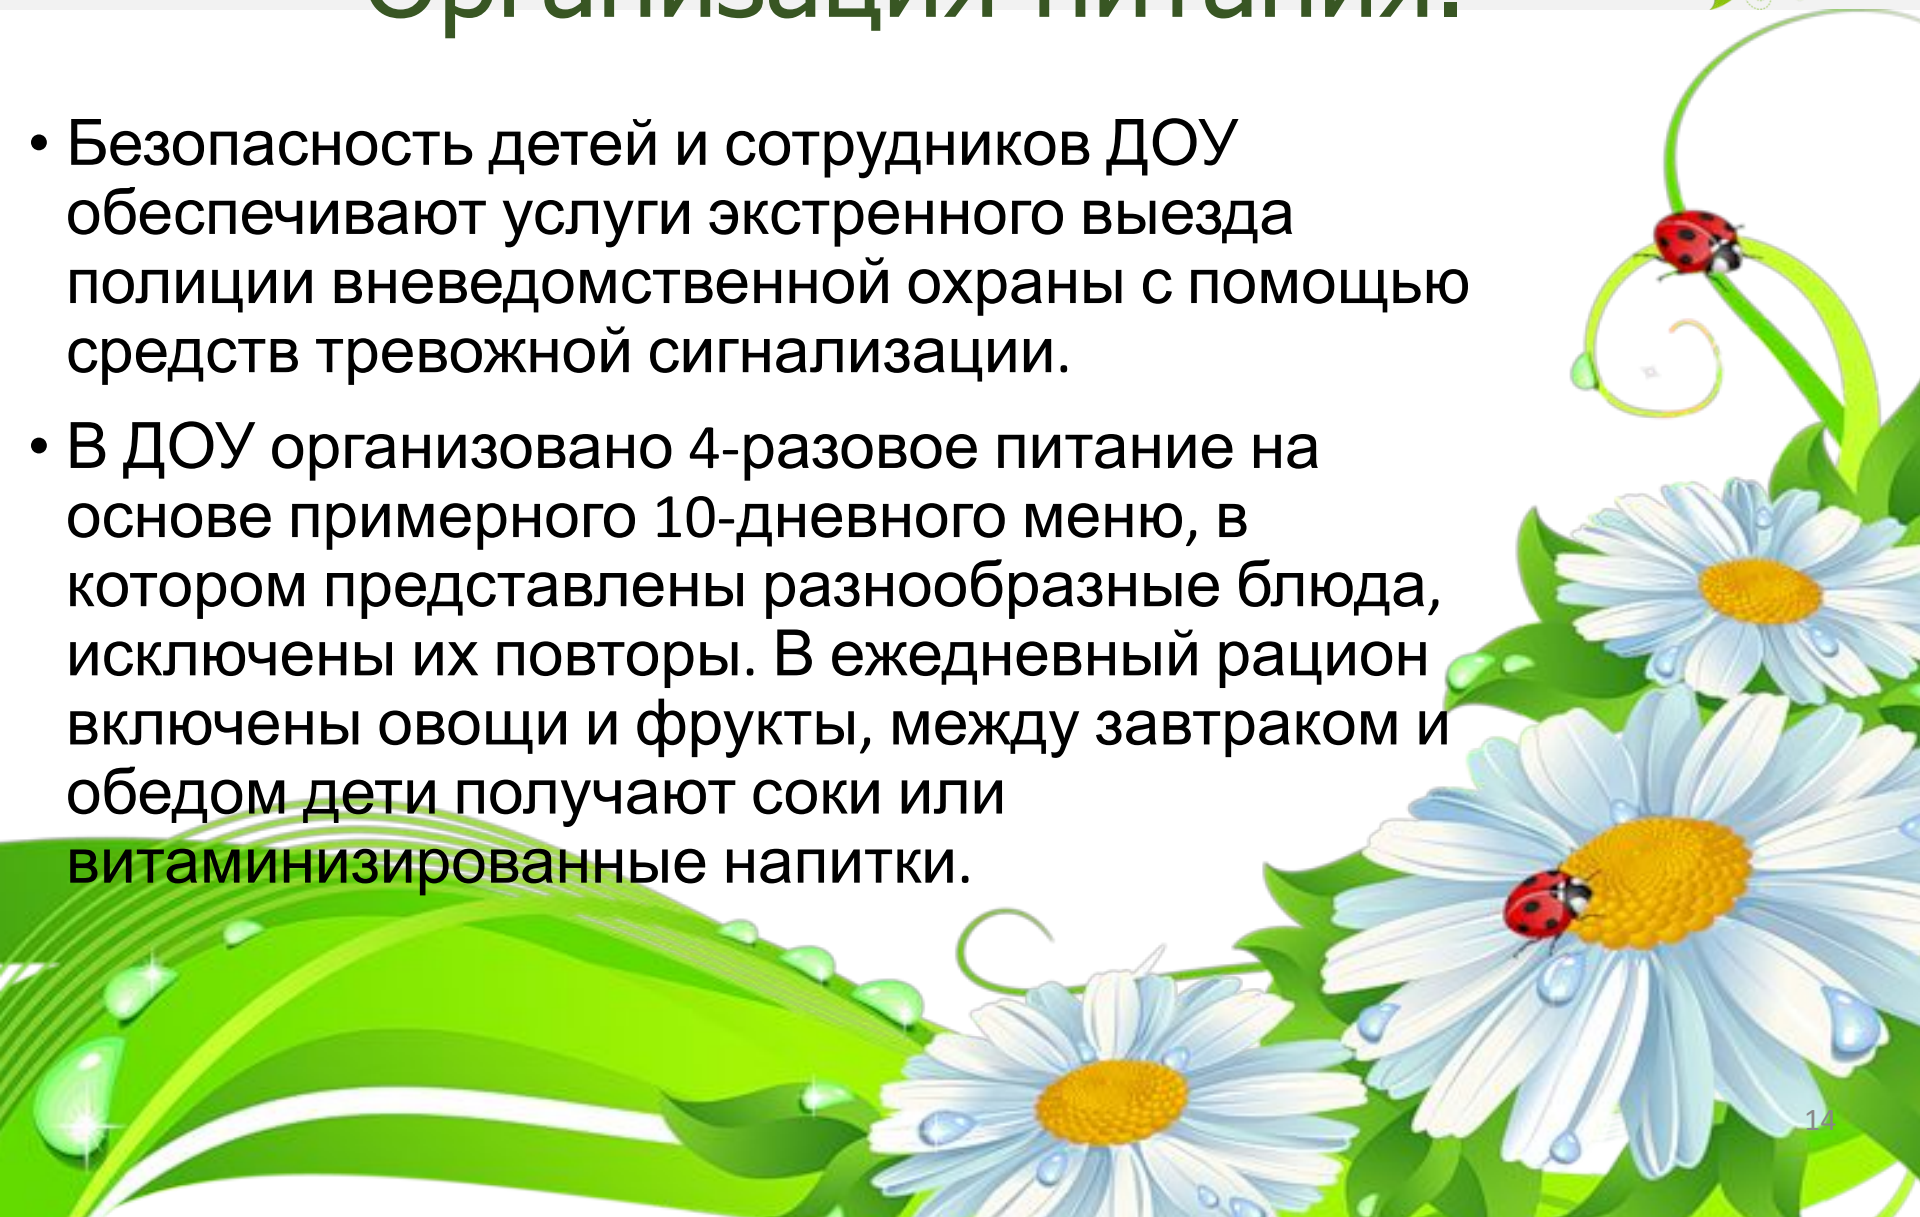 Организация питания.
• Безопасность детей и сотрудников ДОУ
обеспечивают услуги экстренного выезда
полиции вневедомственной охраны с помощью
средств тревожной сигнализации.
• В ДОУ организовано 4-разовое питание на
основе примерного 10-дневного меню, в
котором представлены разнообразные блюда,
исключены их повторы. В ежедневный рацион
включены овощи и фрукты, между завтраком и
обедом дети получают соки или
витаминизированные напитки.
14